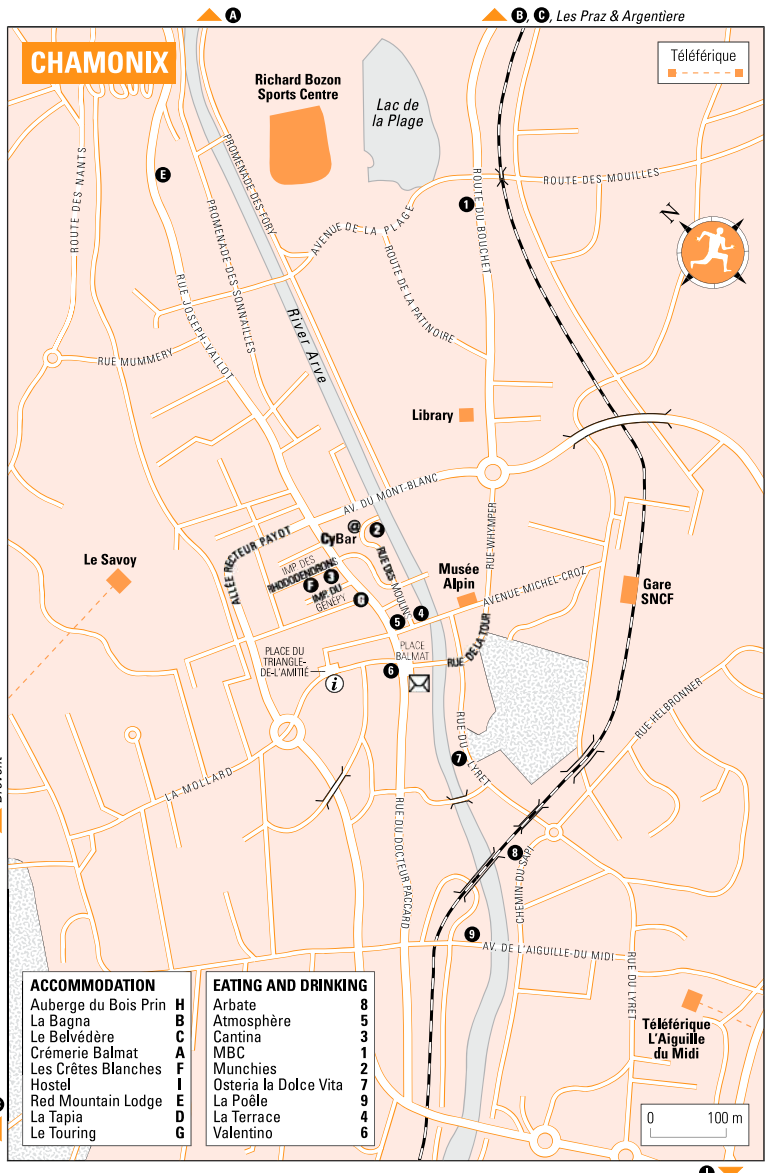 A
B, C, Les Praz & Argentière
CHAMONIX
Téléférique
Richard Bozon
Sports Centre
Lac de
la Plage
N
E
1
ROUTE DES NANTS
PROMENADE DES FORY
PROMENADE DES SONNAILLES
AVENUE DE LA PLAGE
ROUTE DU BOUCHET
ROUTE DES MOUILLES
ROUTE DE LA PATINOIRE
RUE JOSEPH-VALLOT
River Arve
RUE MUMMERY
Library
AV. DU MONT-BLANC
ALLÉE RECTEUR PAYOT
@
CyBar
2
RUE WHYMPER
IMP. DES
RHODODENDRONS
F
3
IMP. DU
GÉNÉPY
G
RUE DES MOULINS
Le Savoy
Musée
Alpin
AVENUE MICHEL-CROZ
Gare
SNCF
5
4
PLACE
BALMAT
RUE DE LA TOUR
PLACE DU
TRIANGLE-
DE-L'AMITIÉ
i
6
RUE HELBRONNER
LA MOLLARD
7
RUE DU LYRET
RUE DU DOCTEUR PACCARD
8
CHEMIN DU SAPI
9
AV. DE L'AIGUILLE-DU MIDI
RUE DU LYRET
Téléférique
L'Aiguille
du Midi
ACCOMMODATION
Auberge du Bois Prin H
La Bagna B
Le Belvédère C
Crémerie Balmat A
Les Crêtes Blanches F
Hostel I
Red Mountain Lodge E
La Tapia D
Le Touring G
EATING AND DRINKING
Arbate 8
Atmosphère 5
Cantina 3
MBC 1
Munchies 2
Osteria la Dolce Vita 7
La Poêle 9
La Terrace 4
Valentino 6
0 100 m